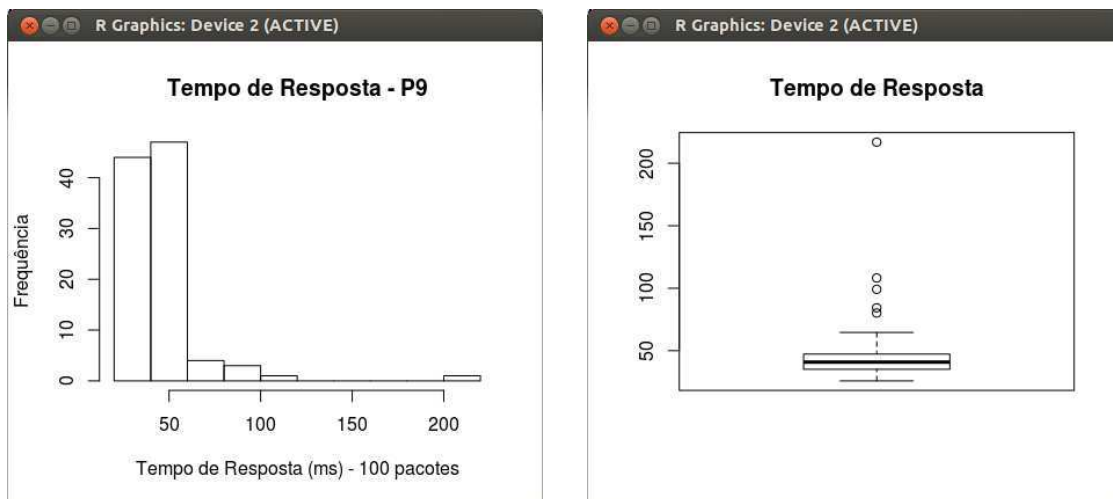 R Graphics: Device 2 (ACTIVE)
Tempo de Resposta - P9
Frequência
40
30
20
10
0
50 100 150 200
Tempo de Resposta (ms) - 100 pacotes
R Graphics: Device 2 (ACTIVE)
Tempo de Resposta
200
150
100
50